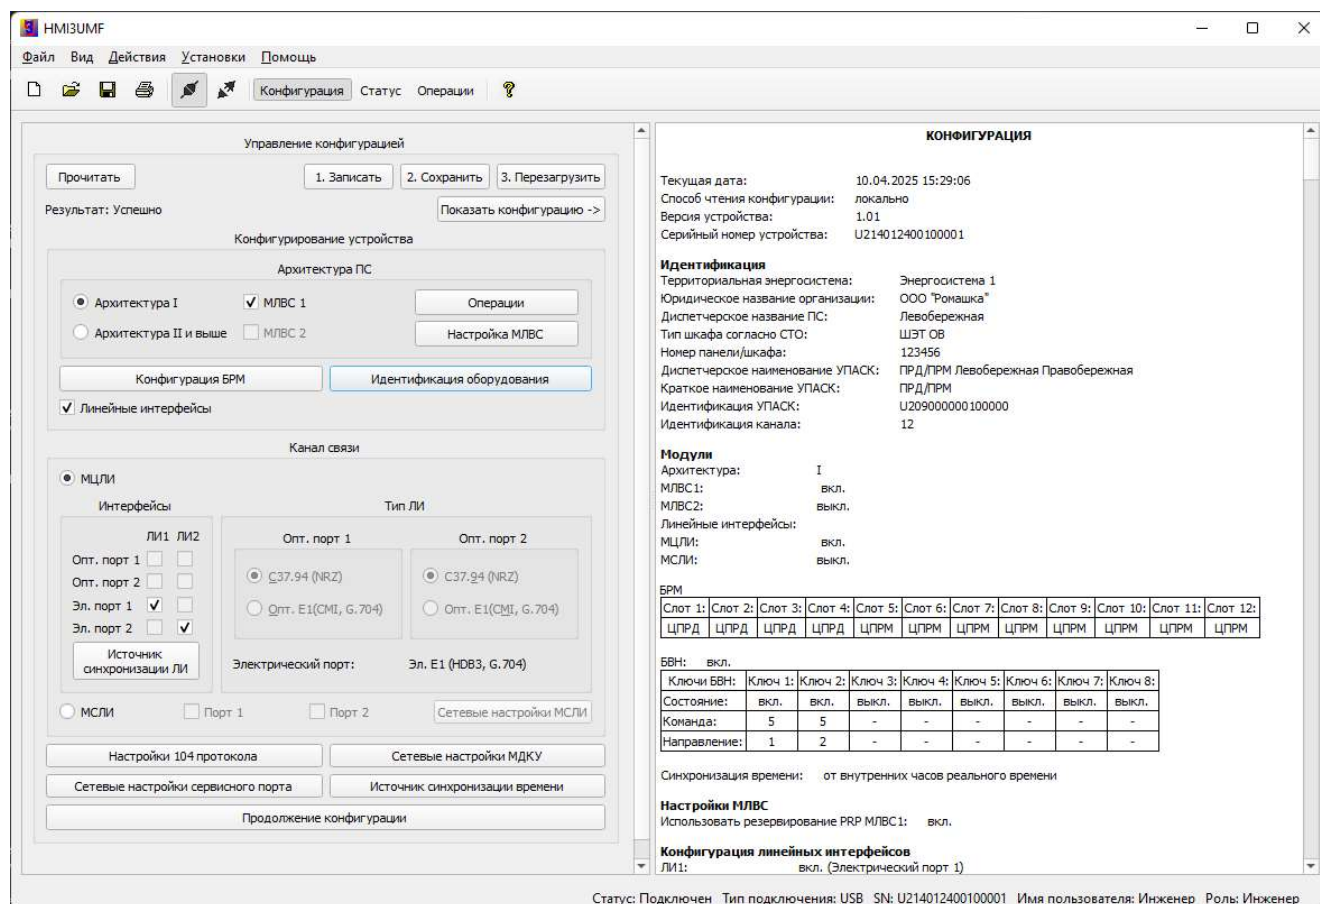 HMI3UMF
Файл Вид Действия Установки Помощь
Конфигурация Статус Операции
Управление конфигурацией
Прочитать 1. Записать 2. Сохранить 3. Перезагрузить
Результат: Успешно Показать конфигурацию ->
Конфигурирование устройства
Архитектура ПС
Архитектура I МЛВС 1 Операции
Архитектура II и выше МЛВС 2 Настройка МЛВС
Конфигурация БРМ Идентификация оборудования
Линейные интерфейсы
Канал связи
МЦЛИ
Интерфейсы Тип ЛИ
ЛИ1 ЛИ2 Опт. порт 1 Опт. порт 2
Опт. порт 1
Опт. порт 2
Эл. порт 1
Эл. порт 2
C37.94 (NRZ) C37.94 (NRZ)
Опт. E1(CMI, G.704) Опт. E1(CMI, G.704)
Источник
синхронизации ЛИ
Электрический порт: Эл. E1 (HDB3, G.704)
МСЛИ Порт 1 Порт 2 Сетевые настройки МСЛИ
Настройки 104 протокола Сетевые настройки МДКУ
Сетевые настройки сервисного порта Источник синхронизации времени
Продолжение конфигурации
КОНФИГУРАЦИЯ
Текущая дата: 10.04.2025 15:29:06
Способ чтения конфигурации: локально
Версия устройства: 1.01
Серийный номер устройства: U214012400100001
Идентификация
Территориальная энергосистема: Энергосистема 1
Юридическое название организации: ООО "Ромашка"
Диспетчерское название ПС: Левобережная
Тип шкафа согласно СТО: ШЭТ ОВ
Номер панели/шкафа: 123456
Диспетчерское наименование УПАСК: ПРД/ПРМ Левобережная Правобережная
Краткое наименование УПАСК: ПРД/ПРМ
Идентификация УПАСК: U209000000100000
Идентификация канала: 12
Модули
Архитектура: I
МЛВС1: вкл.
МЛВС2: выкл.
Линейные интерфейсы:
МЦЛИ: вкл.
МСЛИ: выкл.
БРМ
Слот 1: Слот 2: Слот 3: Слот 4: Слот 5: Слот 6: Слот 7: Слот 8: Слот 9: Слот 10: Слот 11: Слот 12:
ЦПРД ЦПРД ЦПРД ЦПРД ЦПРМ ЦПРМ ЦПРМ ЦПРМ ЦПРМ ЦПРМ ЦПРМ ЦПРМ
БВН: вкл.
Ключи БВН: Ключ 1: Ключ 2: Ключ 3: Ключ 4: Ключ 5: Ключ 6: Ключ 7: Ключ 8:
Состояние: вкл. вкл. выкл. выкл. выкл. выкл. выкл. выкл.
Команда: 5 5 - - - - - -
Направление: 1 2 - - - - - -
Синхронизация времени: от внутренних часов реального времени
Настройки МЛВС
Использовать резервирование PRP МЛВС1: вкл.
Конфигурация линейных интерфейсов
ЛИ1: вкл. (Электрический порт 1)
Статус: Подключен Тип подключения: USB SN: U214012400100001 Имя пользователя: Инженер Роль: Инженер